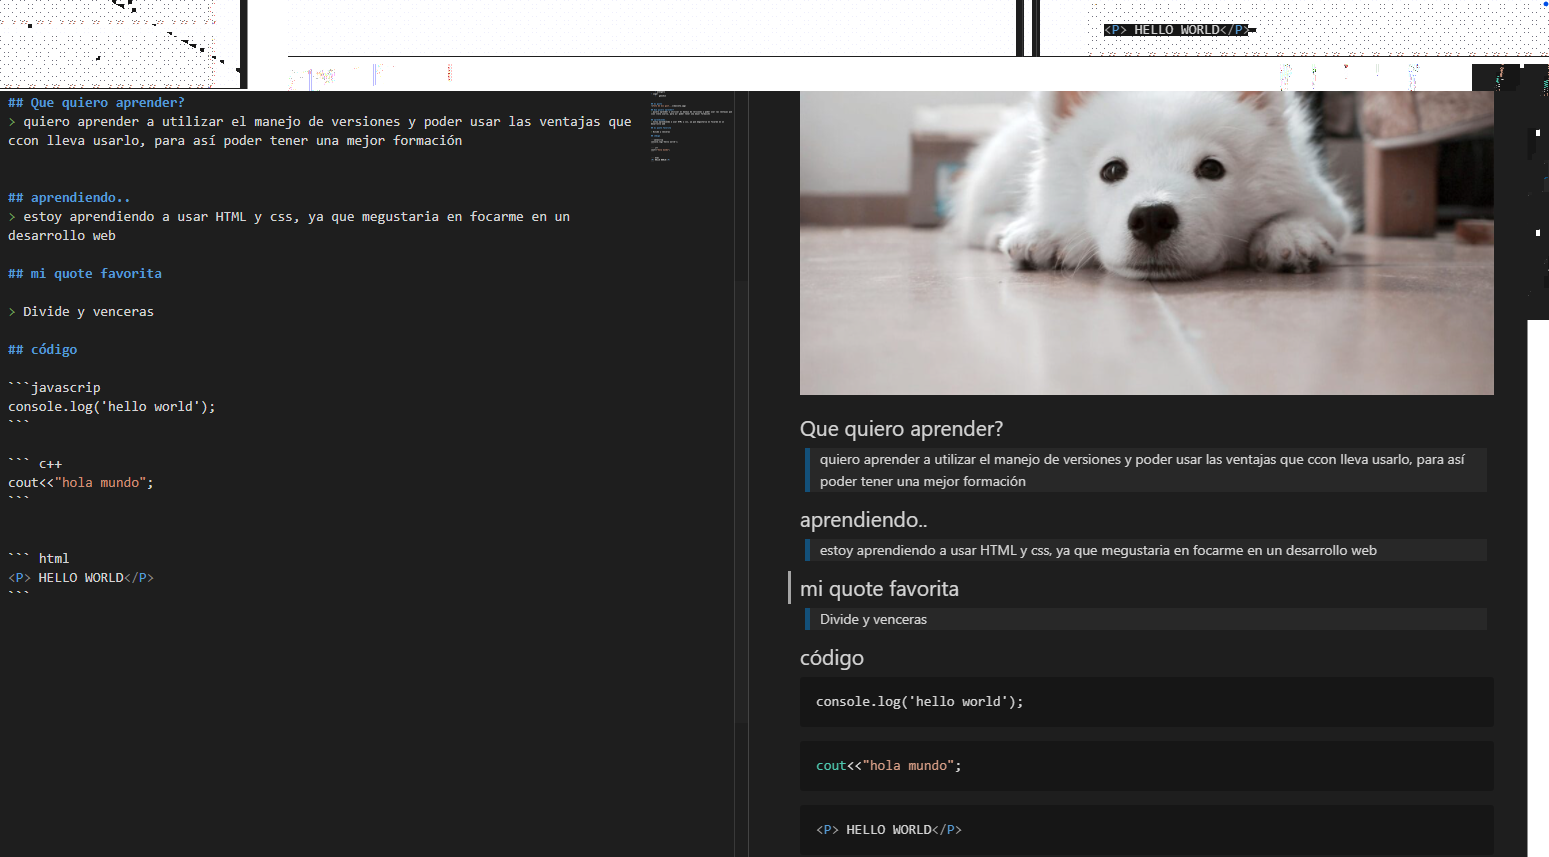 <P> HELLO WORLD</P>
## Que quiero aprender?
> quiero aprender a utilizar el manejo de versiones y poder usar las ventajas que
ccon lleva usarlo, para así poder tener una mejor formación
## aprendiendo..
> estoy aprendiendo a usar HTML y css, ya que megustaria en focarme en un
desarrollo web
## mi quote favorita
> Divide y venceras
## código
```javascrip
console.log('hello world');
```
``` c++
cout<<"hola mundo";
```
``` html
<P> HELLO WORLD</P>
```
Que quiero aprender?
quiero aprender a utilizar el manejo de versiones y poder usar las ventajas que ccon lleva usarlo, para así
poder tener una mejor formación
aprendiendo..
estoy aprendiendo a usar HTML y css, ya que megustaria en focarme en un desarrollo web
mi quote favorita
Divide y venceras
código
console.log('hello world');
cout<<"hola mundo";
<P> HELLO WORLD</P>